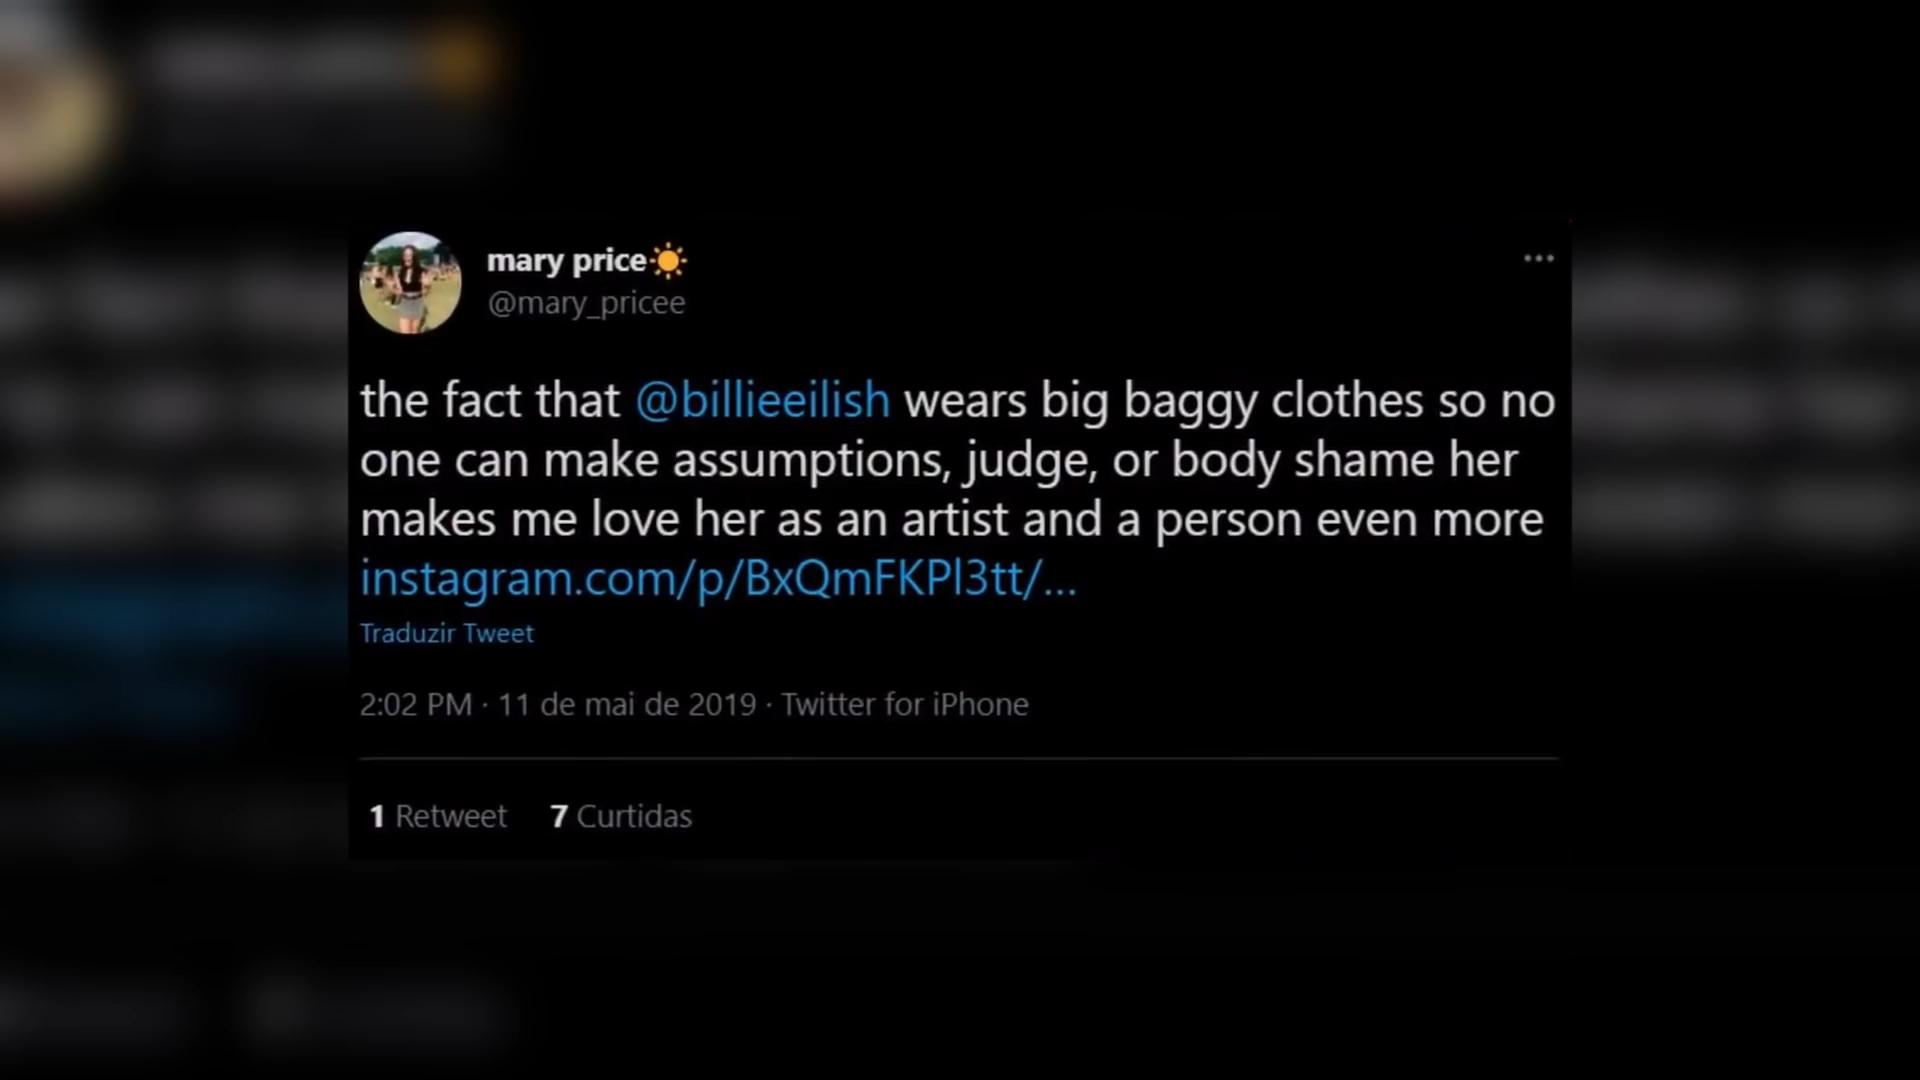 mary price☀
@mary_pricee
the fact that @billieeilish wears big baggy clothes so no
one can make assumptions, judge, or body shame her
makes me love her as an artist and a person even more
instagram.com/p/BxQmFKPl3tt/...
Traduzir Tweet
2:02 PM · 11 de mai de 2019 · Twitter for iPhone
1 Retweet 7 Curtidas